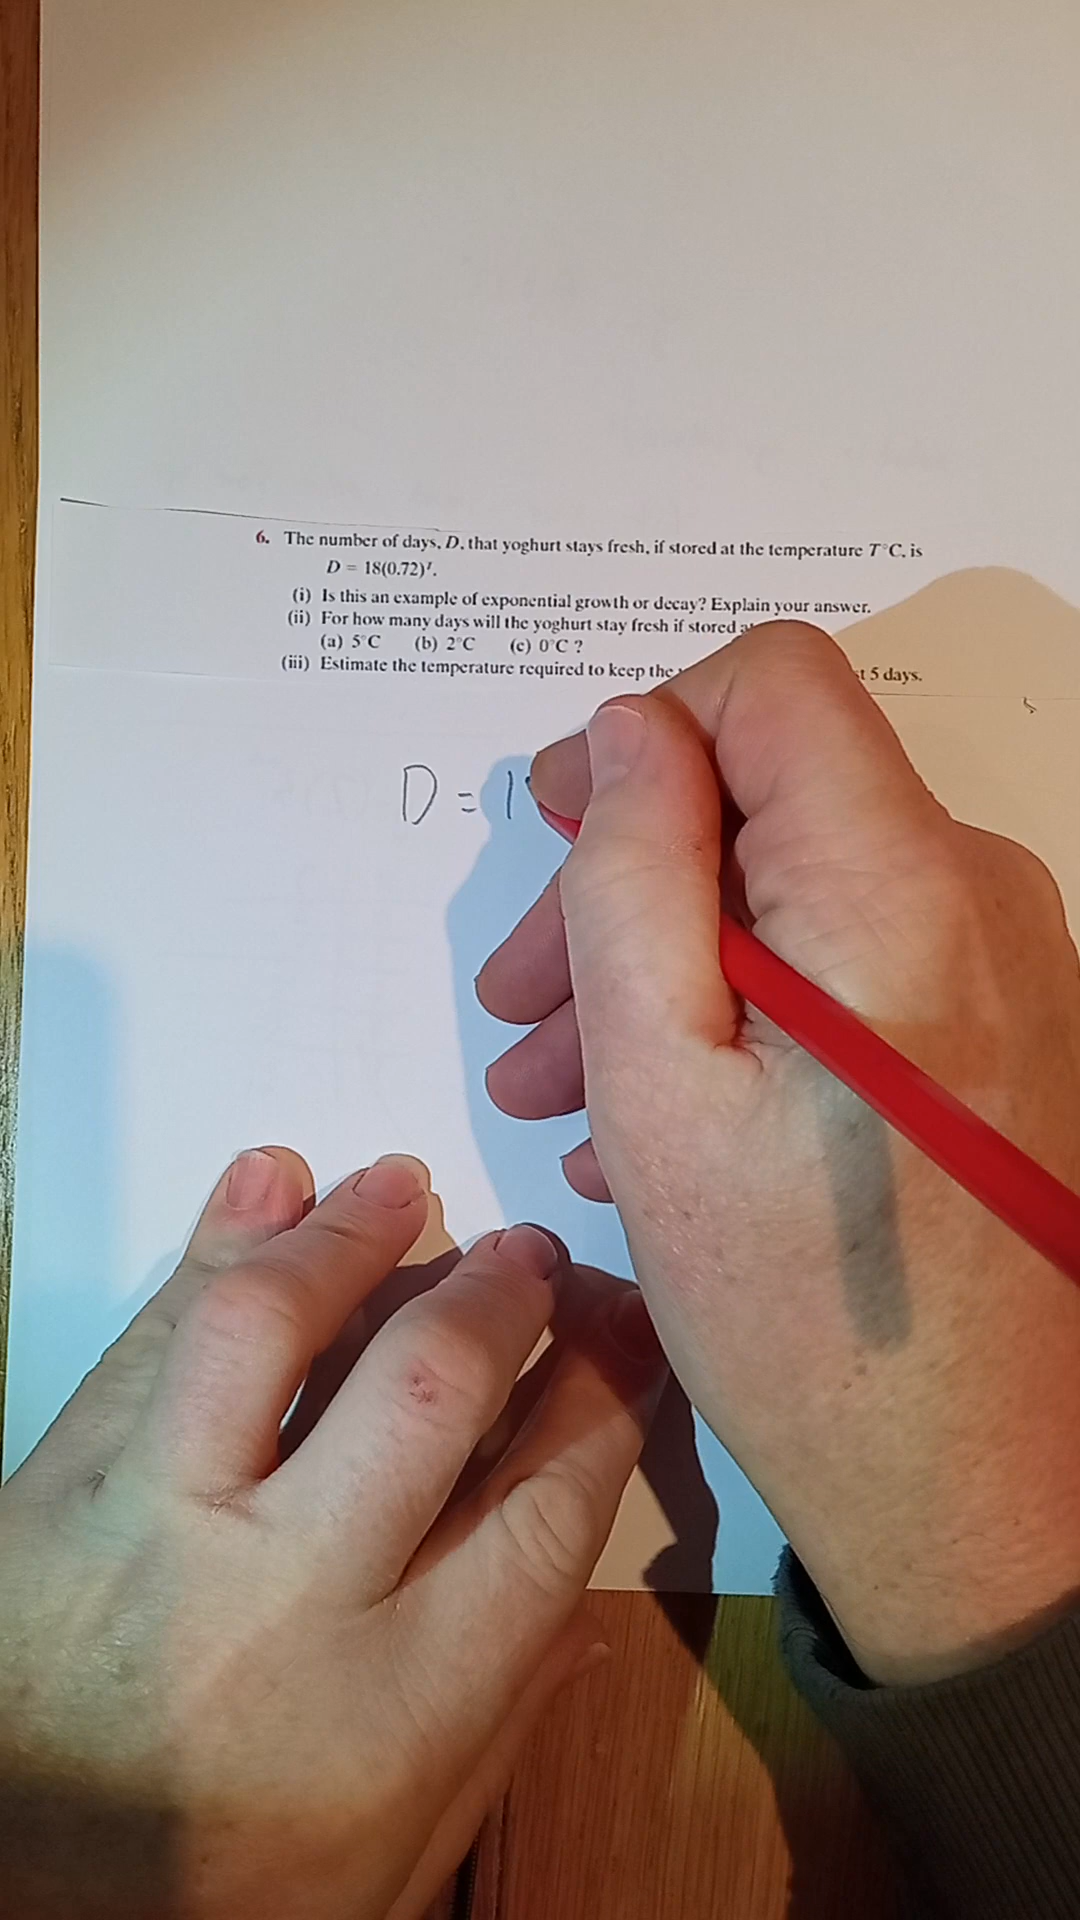 6. The number of days, D, that yoghurt stays fresh, if stored at the temperature T°C, is
D = 18(0.72)ᵀ.
(i) Is this an example of exponential growth or decay? Explain your answer.
(ii) For how many days will the yoghurt stay fresh if stored
(a) 5°C (b) 2°C (c) 0°C ?
(iii) Estimate the temperature required to keep the 5 days.
D = 1